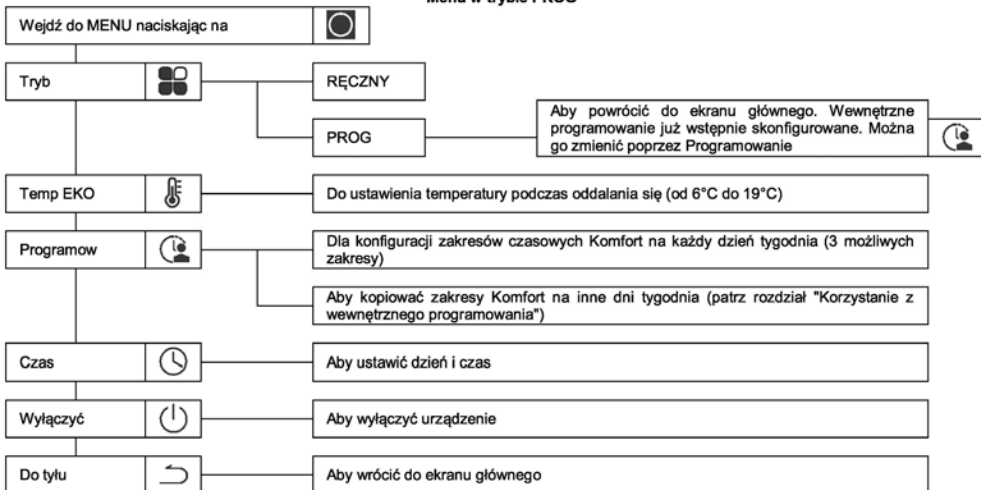 Menu w trybie PROG
Wejdź do MENU naciskając na
Tryb
RĘCZNY
PROG
Aby powrócić do ekranu głównego. Wewnętrzne
programowanie już wstępnie skonfigurowane. Można
go zmienić poprzez Programowanie
Temp EKO
Do ustawienia temperatury podczas oddalania się (od 6°C do 19°C)
Programow
Dla konfiguracji zakresów czasowych Komfort na każdy dzień tygodnia (3 możliwych
zakresy)
Aby kopiować zakresy Komfort na inne dni tygodnia (patrz rozdział "Korzystanie z
wewnętrznego programowania")
Czas
Aby ustawić dzień i czas
Wyłączyć
Aby wyłączyć urządzenie
Do tyłu
Aby wrócić do ekranu głównego